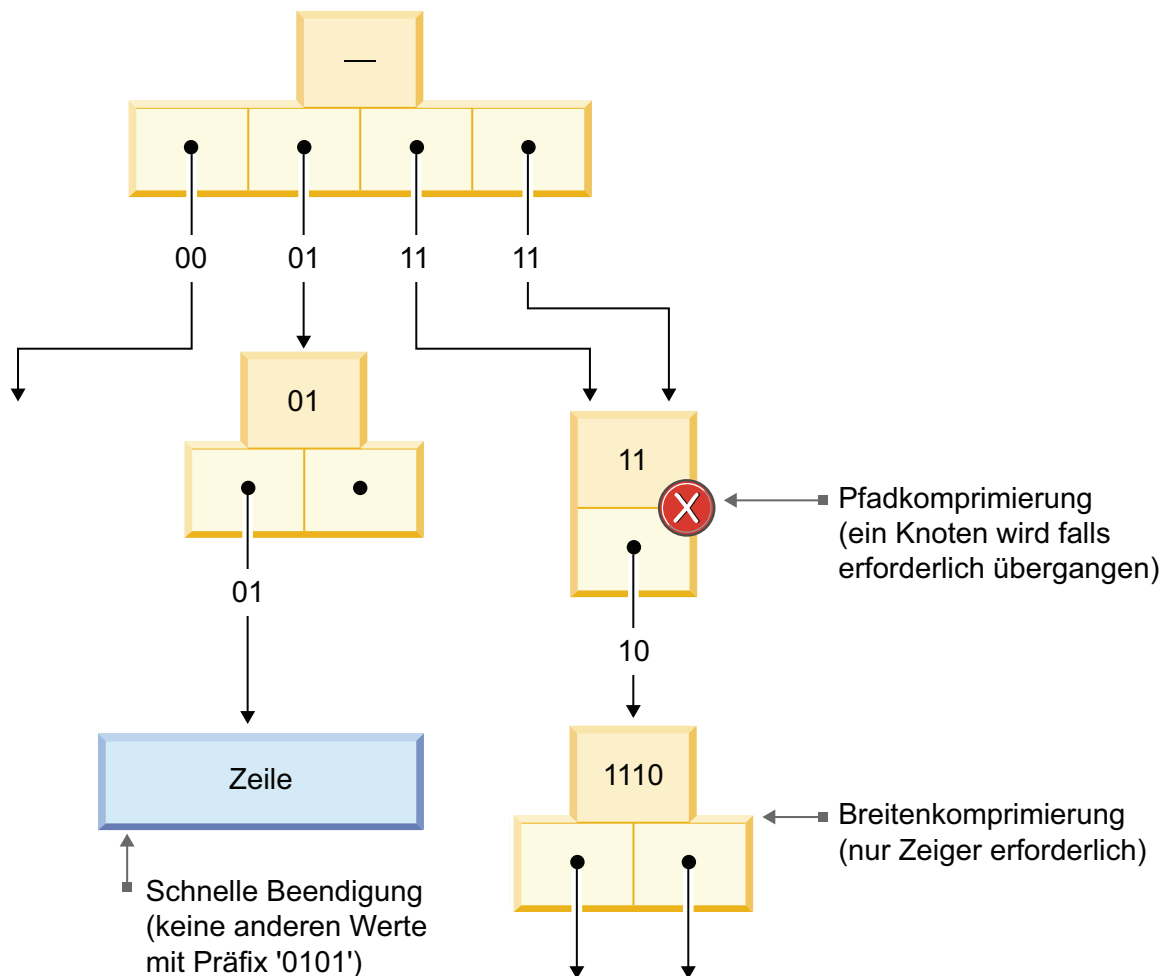 —
00
01
11
11
01
11
Pfadkomprimierung
(ein Knoten wird falls
erforderlich übergangen)
01
10
Zeile
1110
Breitenkomprimierung
(nur Zeiger erforderlich)
Schnelle Beendigung
(keine anderen Werte
mit Präfix '0101')